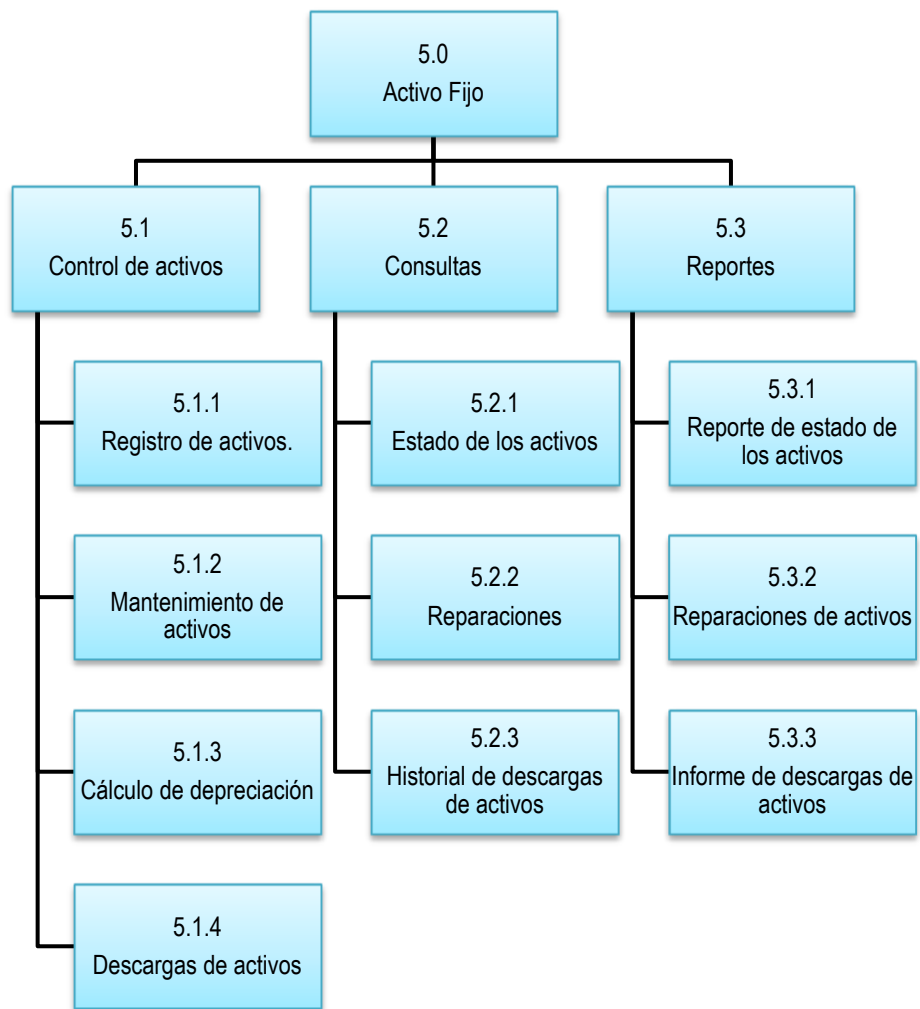 5.0
Activo Fijo
5.1
Control de activos
5.2
Consultas
5.3
Reportes
5.1.1
Registro de activos.
5.2.1
Estado de los activos
5.3.1
Reporte de estado de
los activos
5.1.2
Mantenimiento de
activos
5.2.2
Reparaciones
5.3.2
Reparaciones de activos
5.1.3
Cálculo de depreciación
5.2.3
Historial de descargas
de activos
5.3.3
Informe de descargas de
activos
5.1.4
Descargas de activos